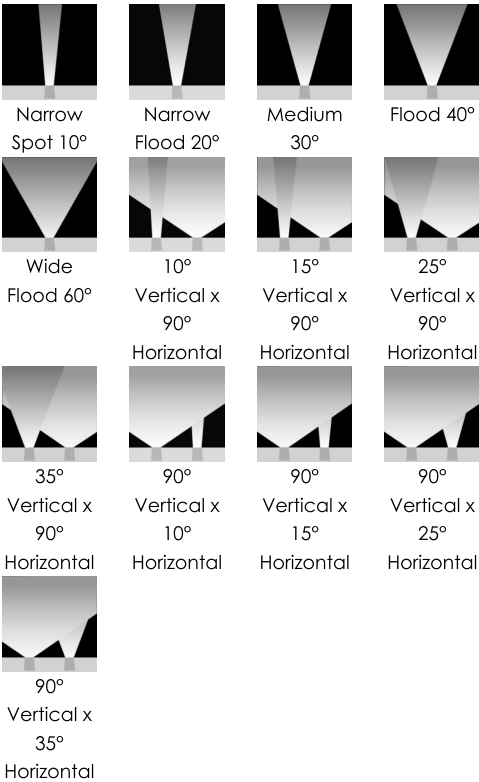 Narrow
Spot 10°
Narrow
Flood 20°
Medium
30°
Flood 40°
Wide
Flood 60°
10°
Vertical x
90°
Horizontal
15°
Vertical x
90°
Horizontal
25°
Vertical x
90°
Horizontal
35°
Vertical x
90°
Horizontal
90°
Vertical x
10°
Horizontal
90°
Vertical x
15°
Horizontal
90°
Vertical x
25°
Horizontal
90°
Vertical x
35°
Horizontal